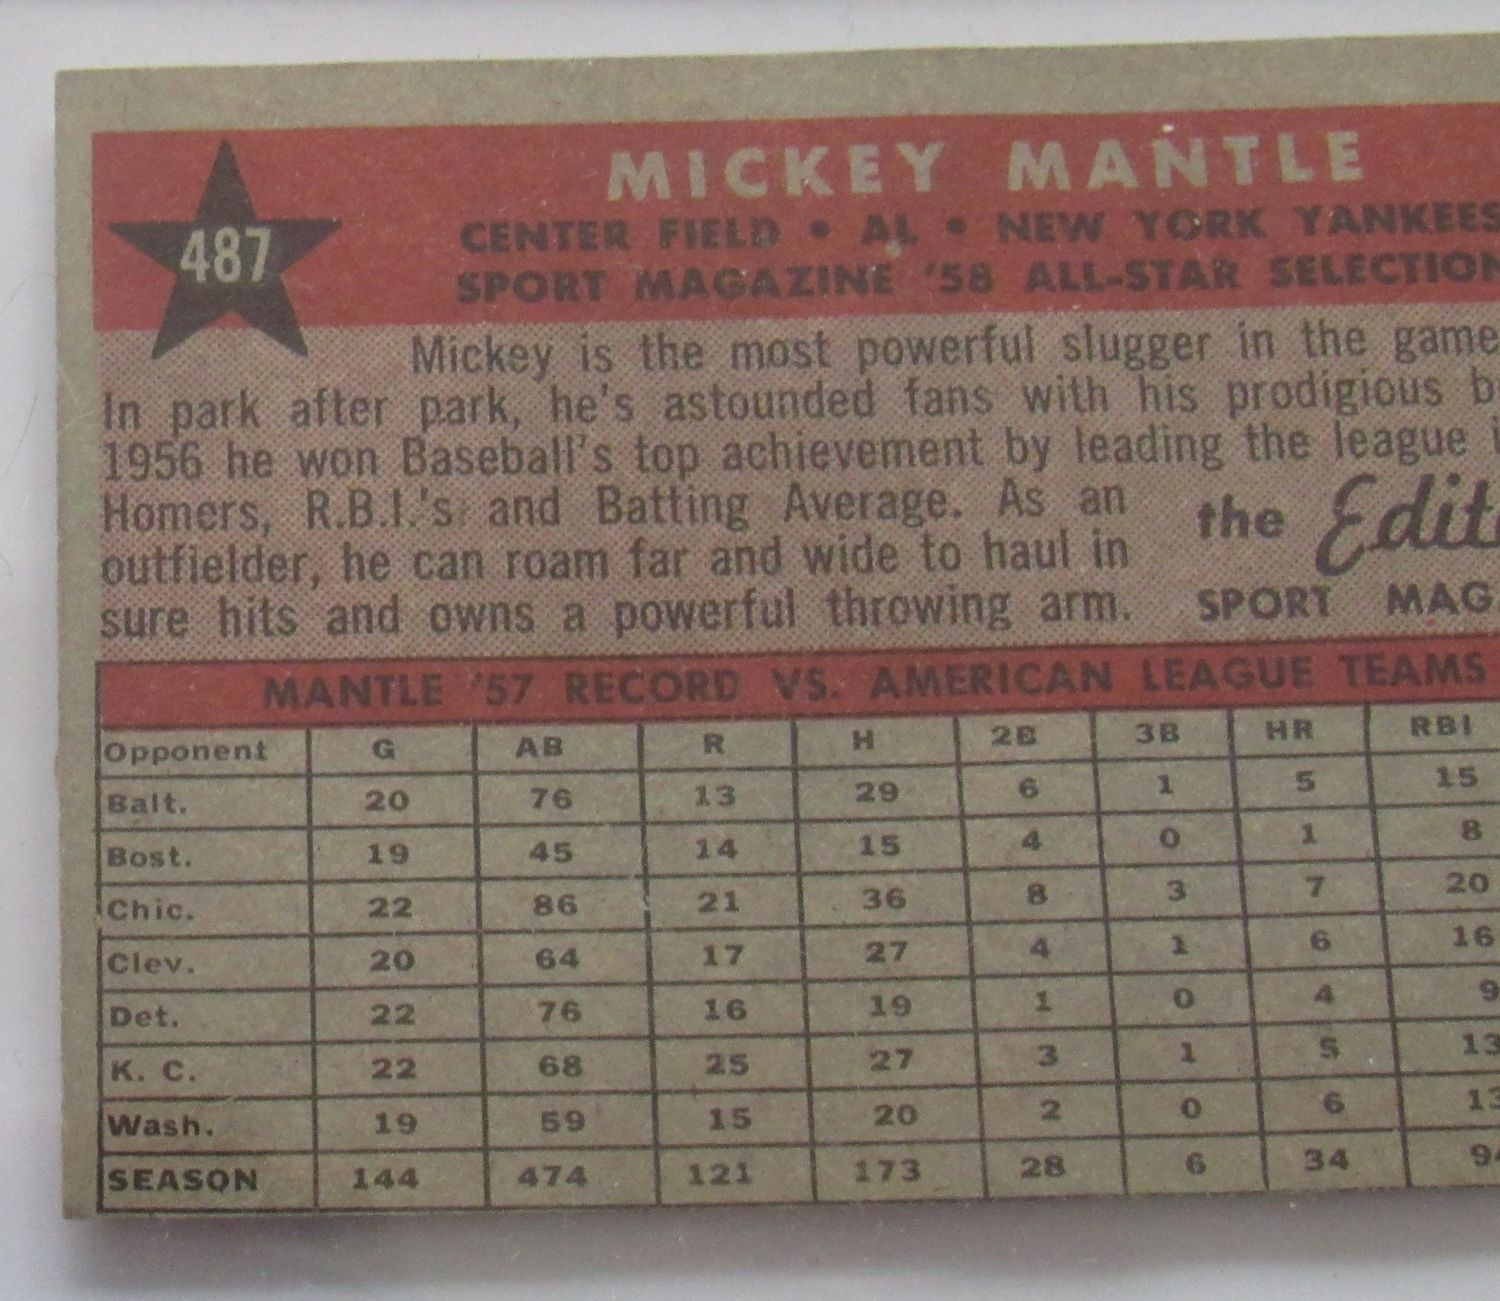 487
MICKEY MANTLE
CENTER FIELD • AL • NEW YORK YANKEES
SPORT MAGAZINE '58 ALL-STAR SELECTION
Mickey is the most powerful slugger in the game
In park after park, he's astounded fans with his prodigious
1956 he won Baseball's top achievement by leading the league
Homers, R.B.I.'s and Batting Average. As an
outfielder, he can roam far and wide to haul in
sure hits and owns a powerful throwing arm.
the Edit
SPORT MAG
MANTLE '57 RECORD VS. AMERICAN LEAGUE TEAMS
Opponent G AB R H 2B 3B HR RBI
Balt. 20 76 13 29 6 1 5 15
Bost. 19 45 14 15 4 0 1 8
Chic. 22 86 21 36 8 3 7 20
Clev. 20 64 17 27 4 1 6 16
Det. 22 76 16 19 1 0 4 9
K. C. 22 68 25 27 3 1 5 13
Wash. 19 59 15 20 2 0 6 13
SEASON 144 474 121 173 28 6 34 94